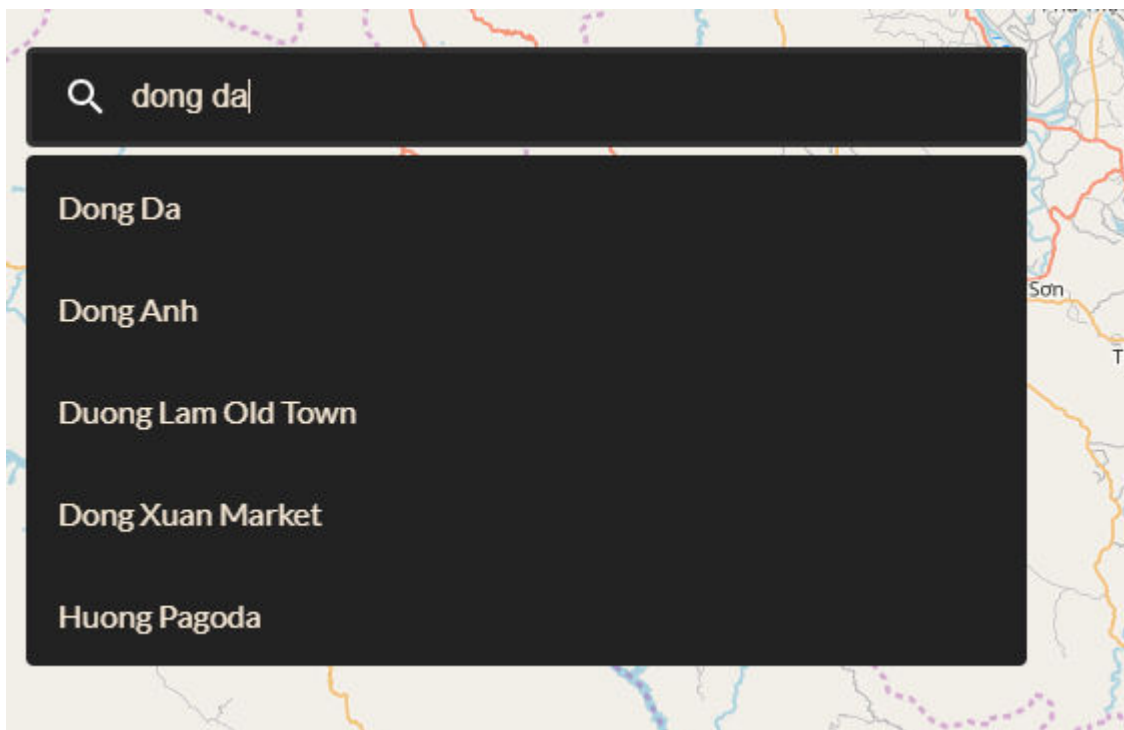 dong da
Dong Da
Dong Anh
Duong Lam Old Town
Dong Xuan Market
Huong Pagoda
Sơn
T